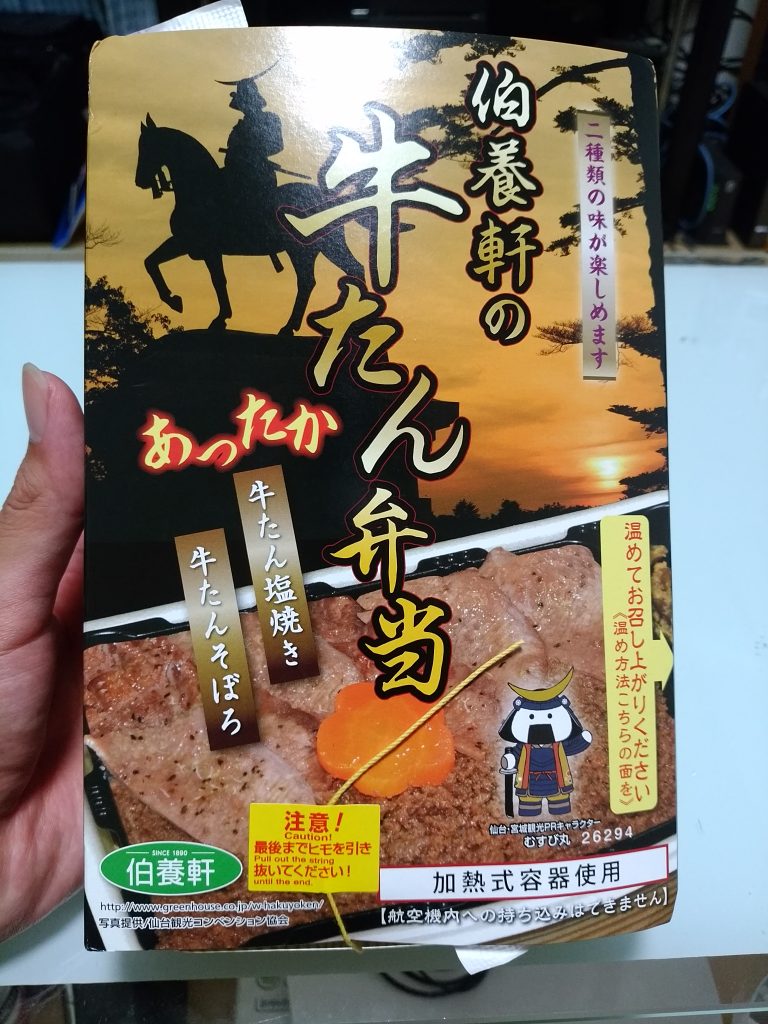 伯養軒の
牛たん弁当
二種類の味が楽しめます
あったか
牛たん塩焼き
牛たんそぼろ
温めてお召し上がりください
《温め方法こちらの面を》
仙台・宮城観光PRキャラクター
むすび丸 26294
注意!
Caution!
最後までヒモを引き
Pull out the string
抜いてください!
until the end.
SINCE 1890
伯養軒
加熱式容器使用
http://www.greenhouse.co.jp/w-hakuyoken/
写真提供/仙台観光コンベンション協会
【航空機内への持ち込みはできません】